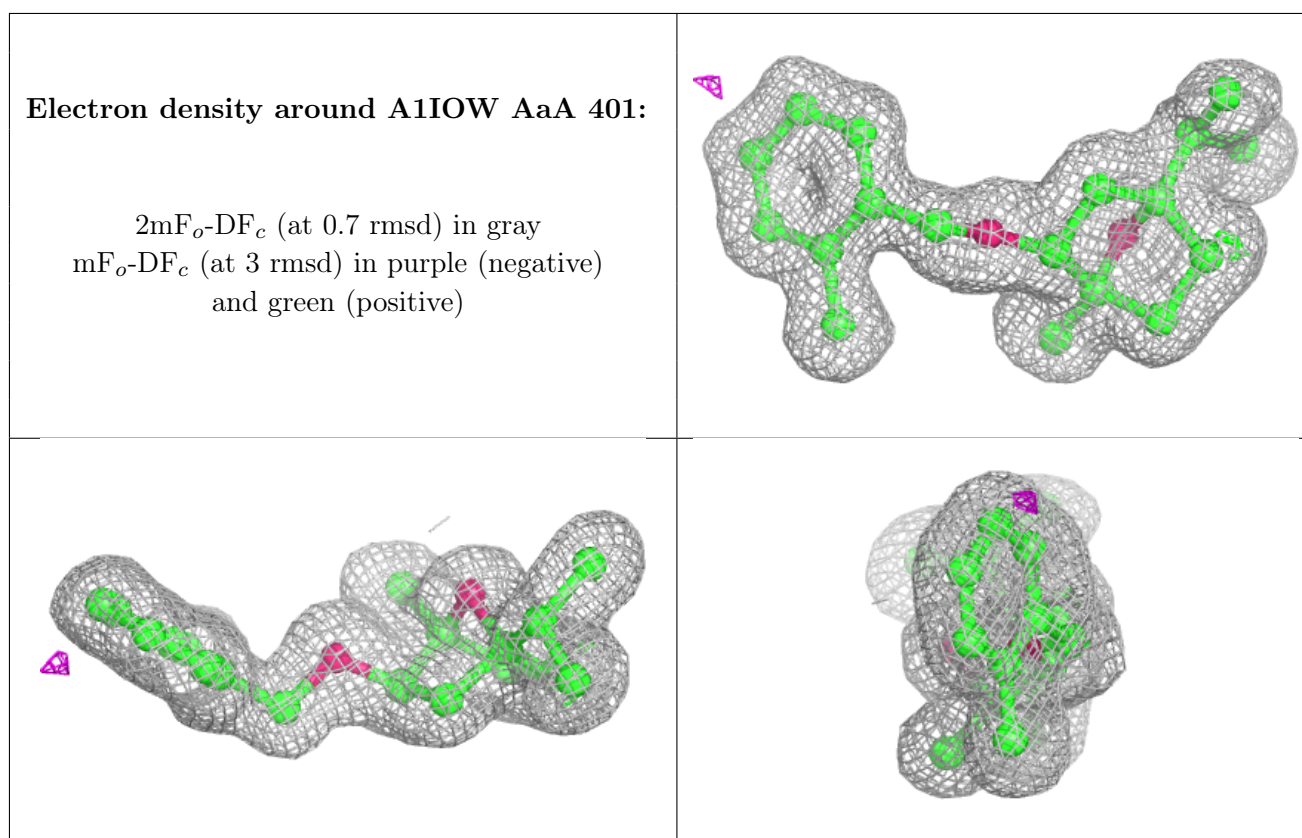 Electron density around A1IOW AaA 401:
2mFₒ-DF𝒸 (at 0.7 rmsd) in gray
mFₒ-DF𝒸 (at 3 rmsd) in purple (negative)
and green (positive)